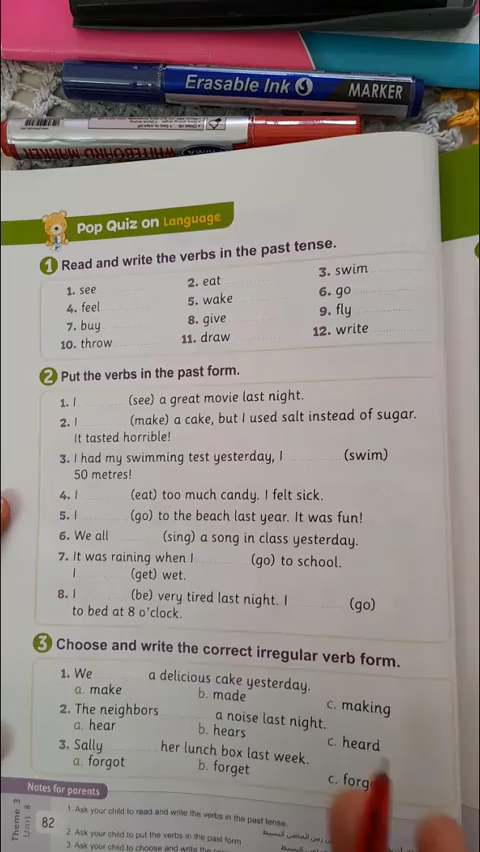 Erasable Ink MARKER
WHITEBOARD MARKER
Pop Quiz on Language
1 Read and write the verbs in the past tense.
1. see 2. eat 3. swim
4. feel 5. wake 6. go
7. buy 8. give 9. fly
10. throw 11. draw 12. write
2 Put the verbs in the past form.
1. I (see) a great movie last night.
2. I (make) a cake, but I used salt instead of sugar.
It tasted horrible!
3. I had my swimming test yesterday, I (swim)
50 metres!
4. I (eat) too much candy. I felt sick.
5. I (go) to the beach last year. It was fun!
6. We all (sing) a song in class yesterday.
7. It was raining when I (go) to school.
I (get) wet.
8. I (be) very tired last night. I (go)
to bed at 8 o'clock.
3 Choose and write the correct irregular verb form.
1. We a delicious cake yesterday.
a. make b. made c. making
2. The neighbors a noise last night.
a. hear b. hears c. heard
3. Sally her lunch box last week.
a. forgot b. forget c.
Notes for parents
1. Ask your child to read and write the verbs in the past tense.
2. Ask your child to put the verbs in the past form
3. Ask your child to choose and write the
Theme 3
Unit 8
82